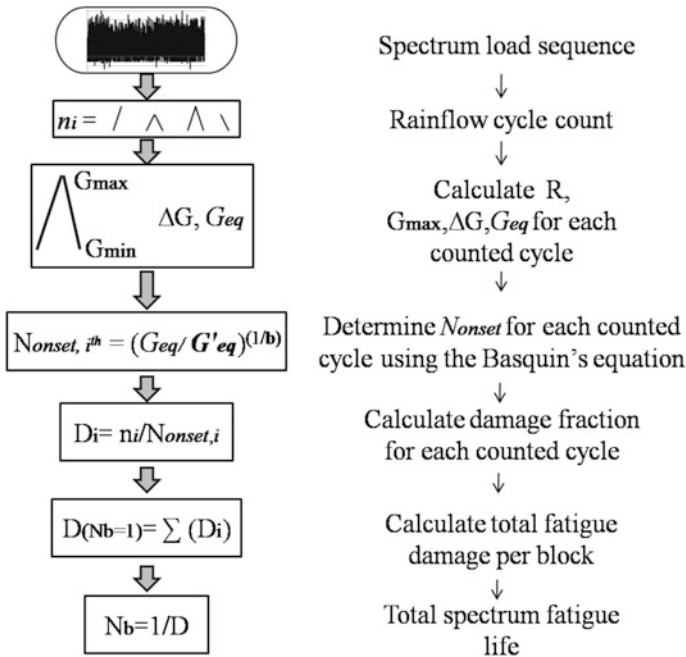 Spectrum load sequence
ni =
Rainflow cycle count
Gmax
ΔG, Geq
Gmin
Calculate R,
Gmax,ΔG,Geq for each
counted cycle
Nonset, iᵗʰ = (Geq/ G'eq)⁽¹/ᵇ⁾
Determine Nonset for each counted
cycle using the Basquin's equation
Di= ni/Nonset,i
Calculate damage fraction
for each counted cycle
D(Nb=1)= ∑ (Di)
Calculate total fatigue
damage per block
Nb=1/D
Total spectrum fatigue
life